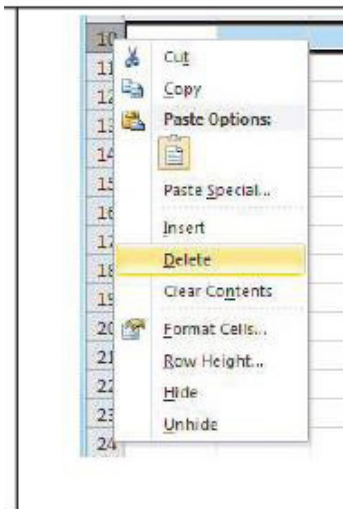 10
11
12
13
14
15
16
17
18
19
20
21
22
23
24
Cut
Copy
Paste Options:
Paste Special...
Insert
Delete
Clear Contents
Format Cells...
Row Height...
Hide
Unhide